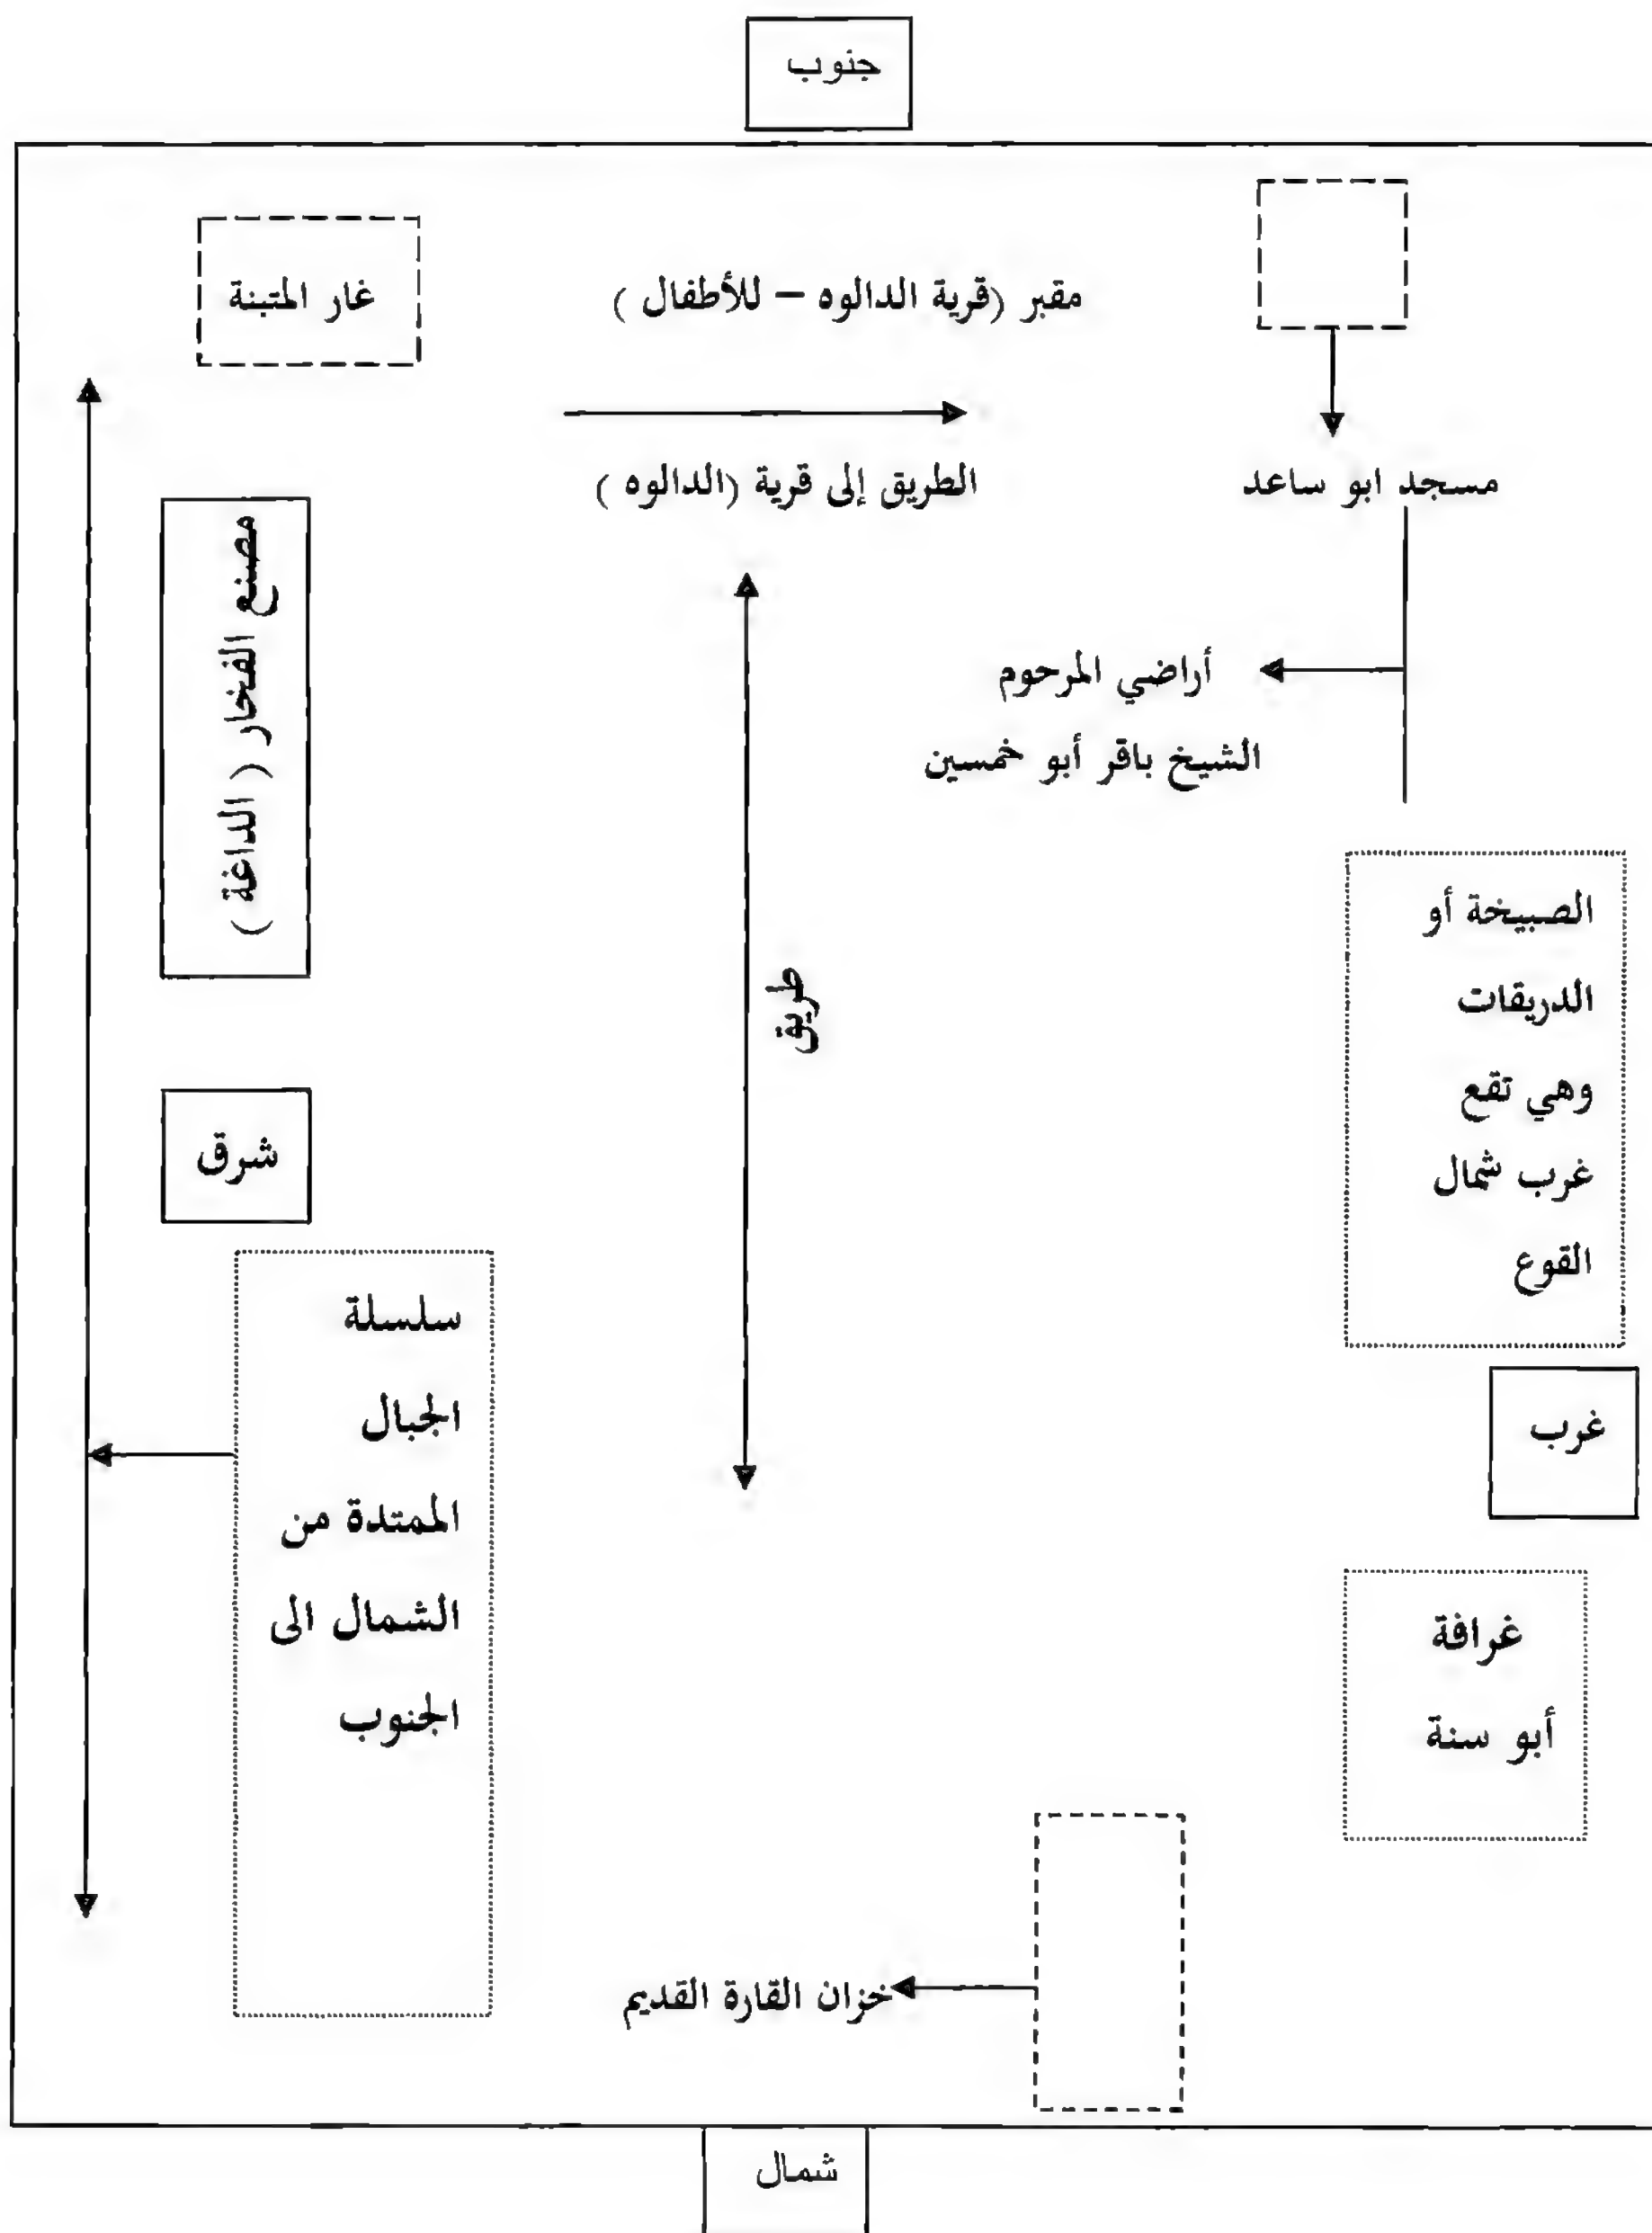 جنوب
مقبر (قرية الدالوه – للأطفال )
غار المتبنة
الطريق إلى قرية (الدالوه )
مسجد ابو ساعد
مصنع الفخار ( الداغة )
أراضي المرحوم
الشيخ باقر أبو خمسين
الصبيخة أو
الدريقات
وهي تقع
غرب شمال
القوع
طريق
شرق
سلسلة
الجبال
الممتدة من
الشمال الى
الجنوب
غرب
غرافة
أبو سنة
خزان القارة القديم
شمال